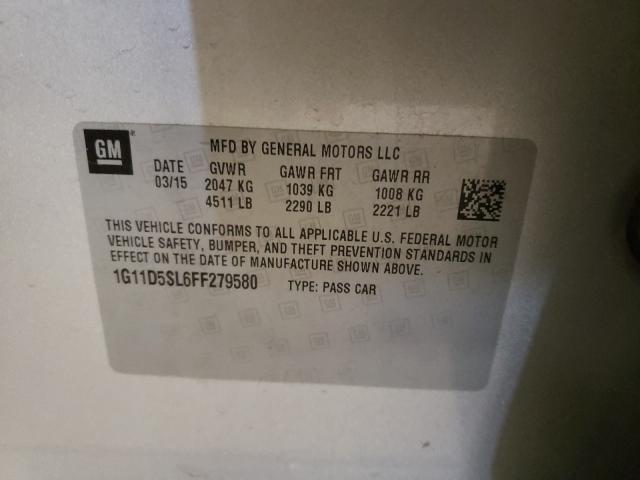 GM
MFD BY GENERAL MOTORS LLC
DATE GVWR GAWR FRT GAWR RR
03/15 2047 KG 1039 KG 1008 KG
4511 LB 2290 LB 2221 LB
THIS VEHICLE CONFORMS TO ALL APPLICABLE U.S. FEDERAL MOTOR
VEHICLE SAFETY, BUMPER, AND THEFT PREVENTION STANDARDS IN
EFFECT ON THE DATE OF MANUFACTURE SHOWN ABOVE.
1G11D5SL6FF279580 TYPE: PASS CAR